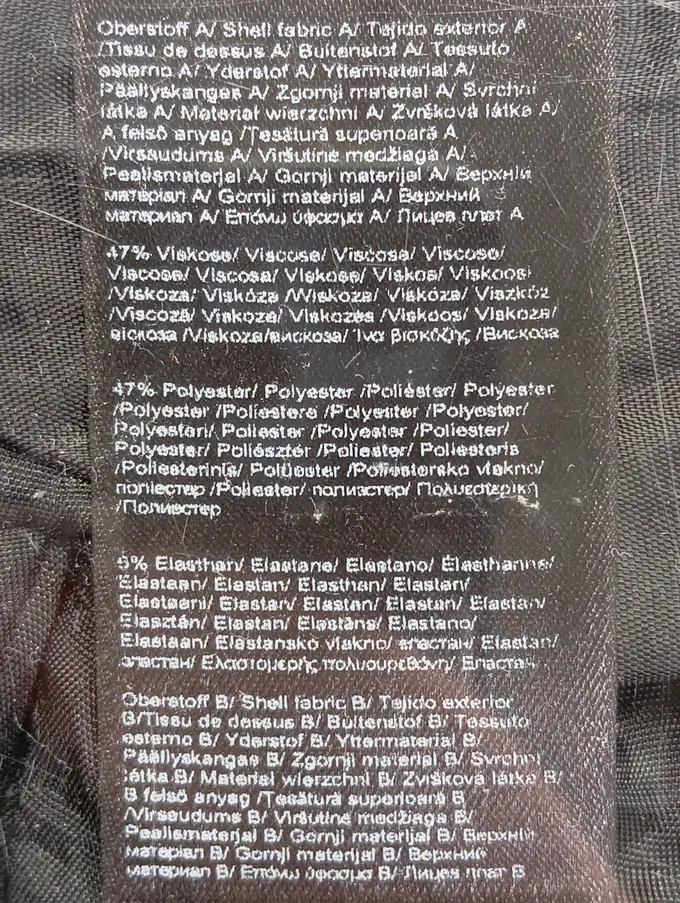 Oberstoff A/ Shell fabric A/ Tejido exterior A
/Tissu de dessus A/ Buitenstof A/ Tessuto
esterno A/ Yderstof A/ Yttermaterial A/
Päällyskangas A/ Zgornji material A/ Svrchní
látka A/ Materiał wierzchni A/ Zvršková látka A/
A felső anyag /Tesătură superioară A
/Virsaudums A/ Viršutinė medžiaga A/
Pealismaterjal A/ Gornji materijal A/ Верхній
матеріал A/ Gornji materijal A/ Верхний
материал A/ Επάνω ύφασμα A/ Лицев плат A
47% Viskose/ Viscose/ Viscosa/ Viscose/
Viscose/ Viscosa/ Viskose/ Viskos/ Viskoosi
/Viskoza/ Viskóza /Wiskoza/ Viskóza/ Viszkóz
/Viscoză/ Viskoze/ Viskozės /Viskoos/ Viskoza/
віскоза /Viskoza/вискоза/ Ίνα βισκόζης /Вискоза
47% Polyester/ Polyester /Poliéster/ Polyester
/Polyester /Poliestere /Polyester /Polyester/
Polyesteri/ Poliester /Polyester /Poliester/
Polyester/ Poliészter /Poliester/ Poliesteris
/Poliesterinis/ Polüester /Poliestersko vlakno/
поліестер /Poliester/ полиэстер/ Πολυεστερική
/Полиестер
6% Elasthan/ Elastane/ Elastano/ Élasthanne/
Elastaan/ Elastan/ Elasthan/ Elastan/
Elastaani/ Elastan/ Elastan/ Elastan/ Elastan/
Elasztán/ Elastan/ Elastāns/ Elastano/
Elastaan/ Elastansko vlakno/ еластан/ Elastan/
эластан/ Ελαστομερής πολυουρεθάνη/ Еластан
Oberstoff B/ Shell fabric B/ Tejido exterior
B/Tissu de dessus B/ Buitenstof B/ Tessuto
esterno B/ Yderstof B/ Yttermaterial B/
Päällyskangas B/ Zgornji material B/ Svrchní
látka B/ Materiał wierzchni B/ Zvršková látka B/
B felső anyag /Tesătură superioară B
/Virsaudums B/ Viršutinė medžiaga B/
Pealismaterjal B/ Gornji materijal B/ Верхній
матеріал B/ Gornji materijal B/ Верхний
материал B/ Επάνω ύφασμα B/ Лицев плат B